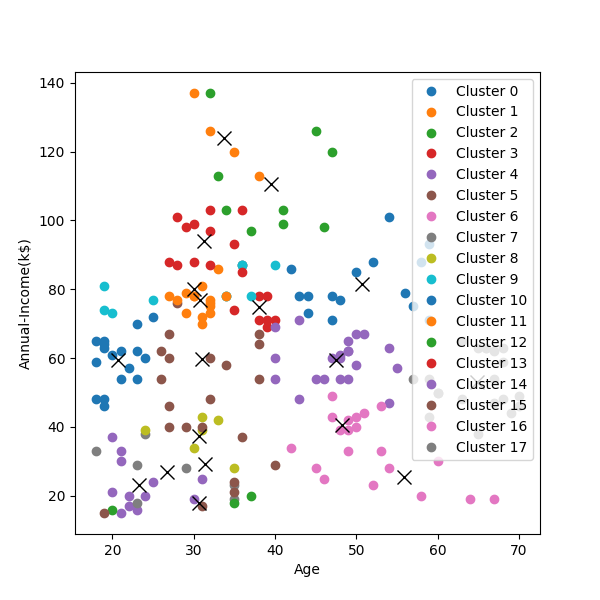 140
120
100
80
60
40
20
Annual-Income(k$)
20 30 40 50 60 70
Age
Cluster 0
Cluster 1
Cluster 2
Cluster 3
Cluster 4
Cluster 5
Cluster 6
Cluster 7
Cluster 8
Cluster 9
Cluster 10
Cluster 11
Cluster 12
Cluster 13
Cluster 14
Cluster 15
Cluster 16
Cluster 17